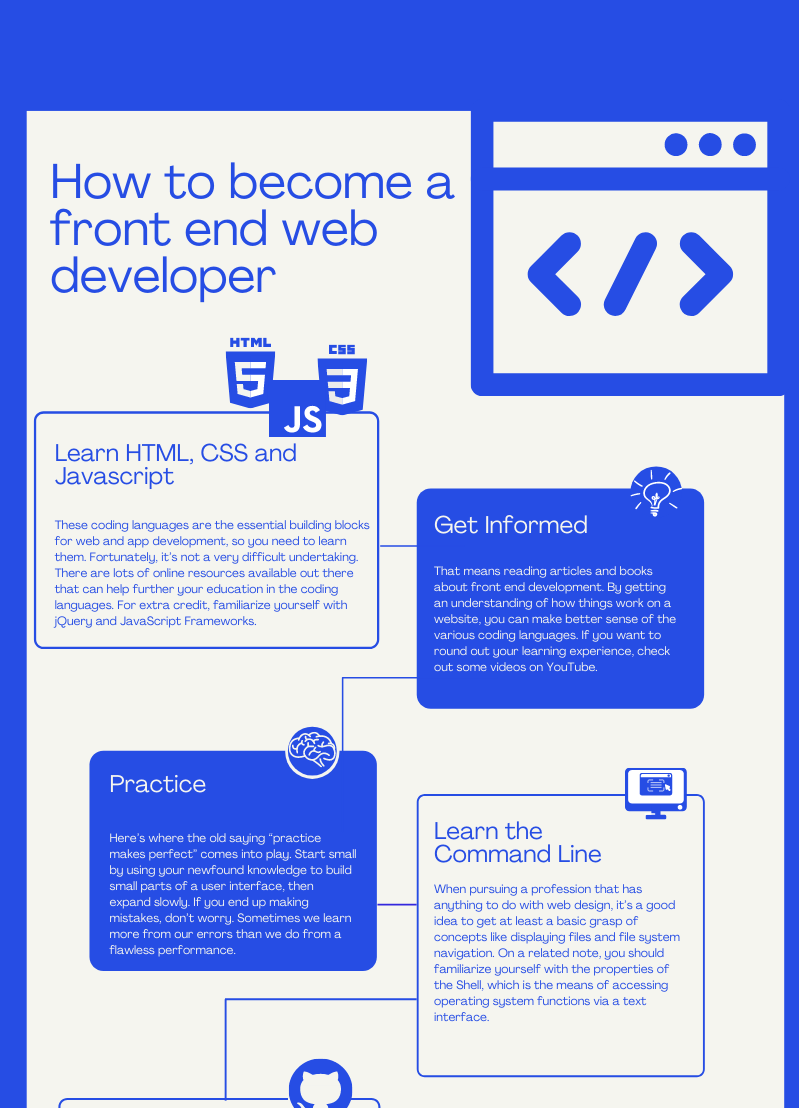 How to become a
front end web
developer
HTML
CSS
JS
Learn HTML, CSS and
Javascript
These coding languages are the essential building blocks
for web and app development, so you need to learn
them. Fortunately, it's not a very difficult undertaking.
There are lots of online resources available out there
that can help further your education in the coding
languages. For extra credit, familiarize yourself with
jQuery and JavaScript Frameworks.
Get Informed
That means reading articles and books
about front end development. By getting
an understanding of how things work on a
website, you can make better sense of the
various coding languages. If you want to
round out your learning experience, check
out some videos on YouTube.
Practice
Here's where the old saying “practice
makes perfect” comes into play. Start small
by using your newfound knowledge to build
small parts of a user interface, then
expand slowly. If you end up making
mistakes, don't worry. Sometimes we learn
more from our errors than we do from a
flawless performance.
Learn the
Command Line
When pursuing a profession that has
anything to do with web design, it's a good
idea to get at least a basic grasp of
concepts like displaying files and file system
navigation. On a related note, you should
familiarize yourself with the properties of
the Shell, which is the means of accessing
operating system functions via a text
interface.